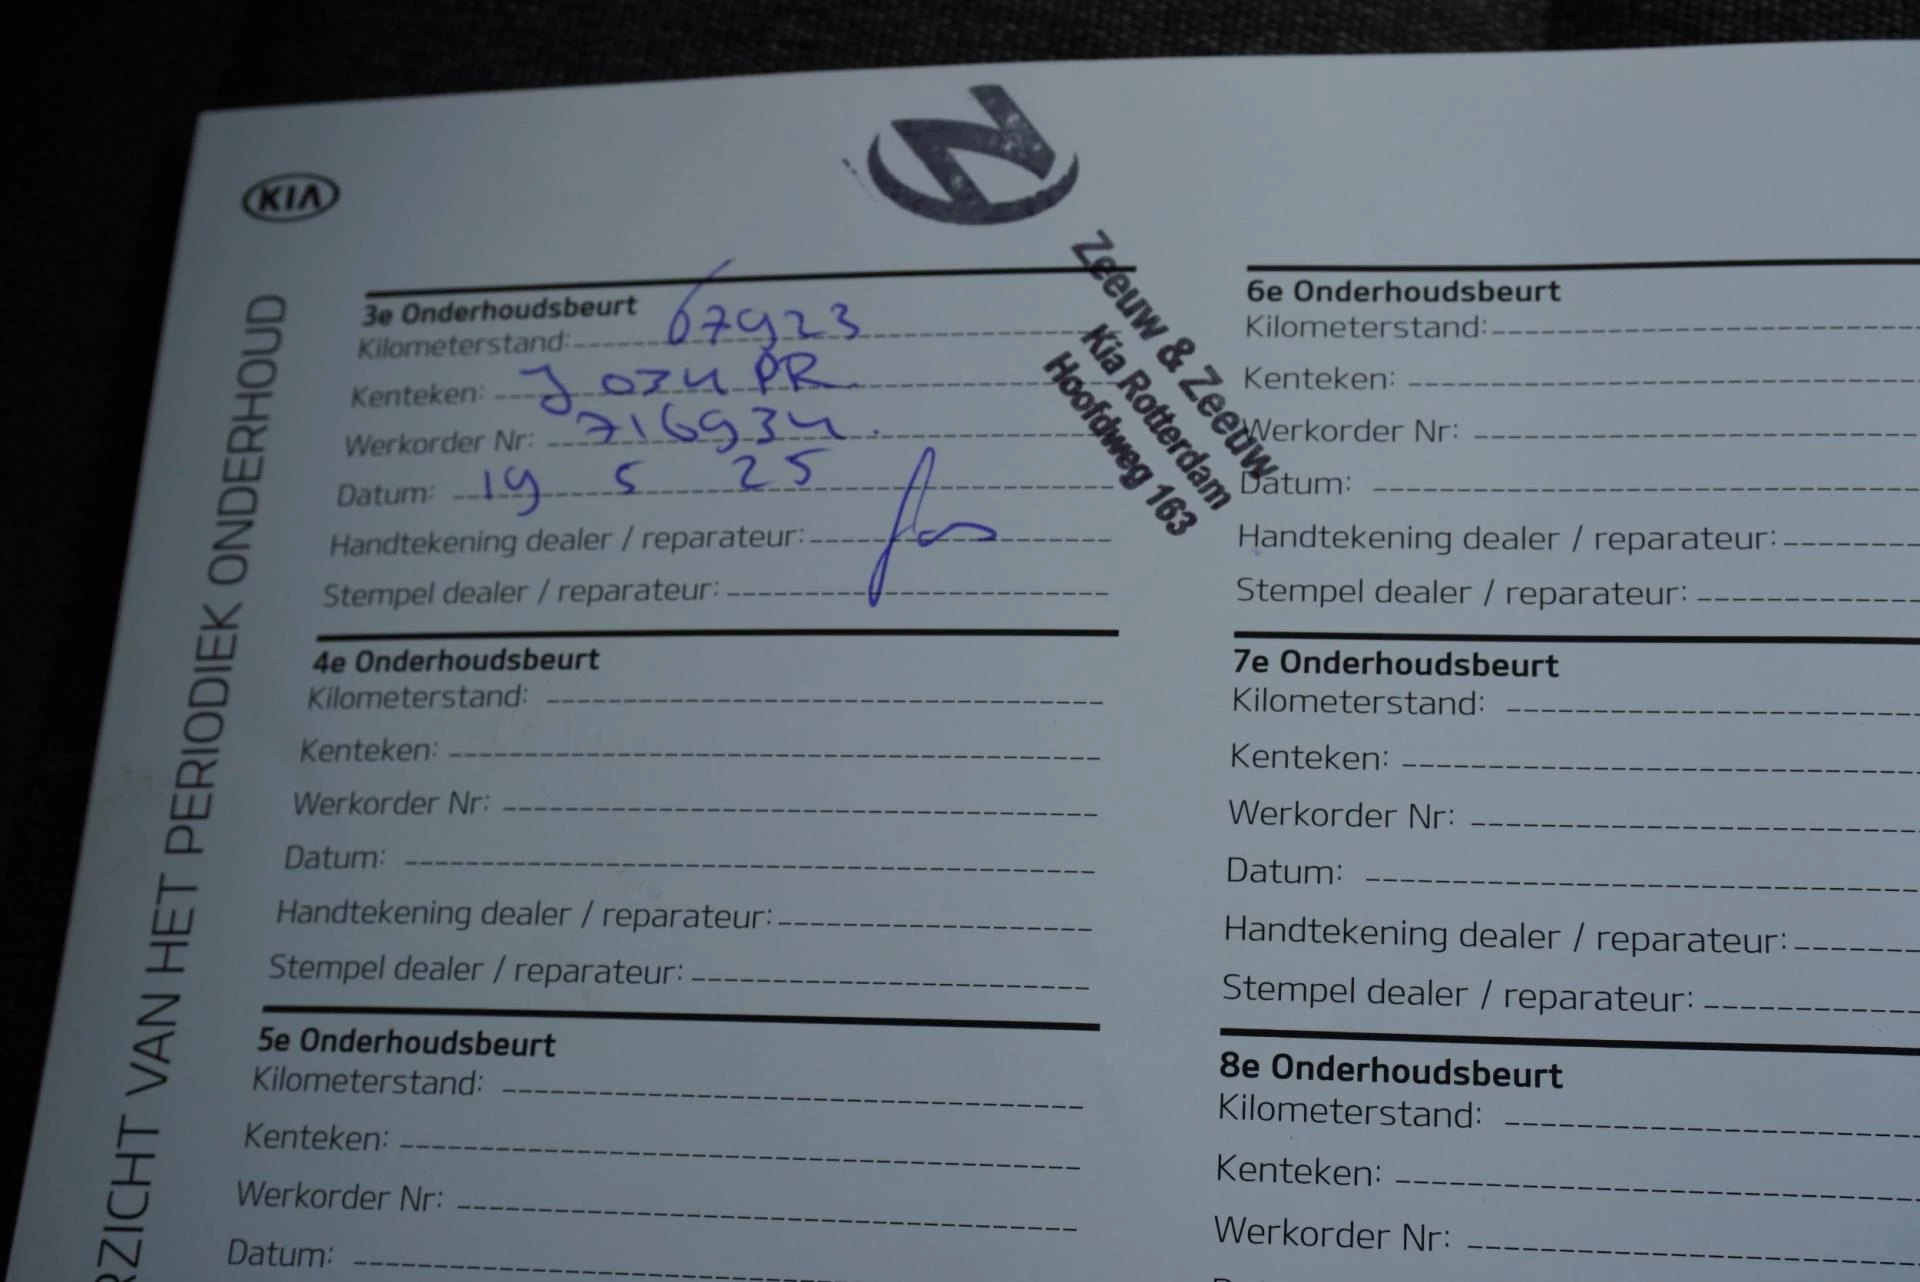 KIA
Zeeuw & Zeeuw
Kia Rotterdam
Hoofdweg 163
RZICHT VAN HET PERIODIEK ONDERHOUD
3e Onderhoudsbeurt
Kilometerstand: 67923
Kenteken: J 034 PR
Werkorder Nr: 716934
Datum: 19 5 25
Handtekening dealer / reparateur:
Stempel dealer / reparateur:
4e Onderhoudsbeurt
Kilometerstand:
Kenteken:
Werkorder Nr:
Datum:
Handtekening dealer / reparateur:
Stempel dealer / reparateur:
5e Onderhoudsbeurt
Kilometerstand:
Kenteken:
Werkorder Nr:
Datum:
6e Onderhoudsbeurt
Kilometerstand:
Kenteken:
Werkorder Nr:
Datum:
Handtekening dealer / reparateur:
Stempel dealer / reparateur:
7e Onderhoudsbeurt
Kilometerstand:
Kenteken:
Werkorder Nr:
Datum:
Handtekening dealer / reparateur:
Stempel dealer / reparateur:
8e Onderhoudsbeurt
Kilometerstand:
Kenteken:
Werkorder Nr: